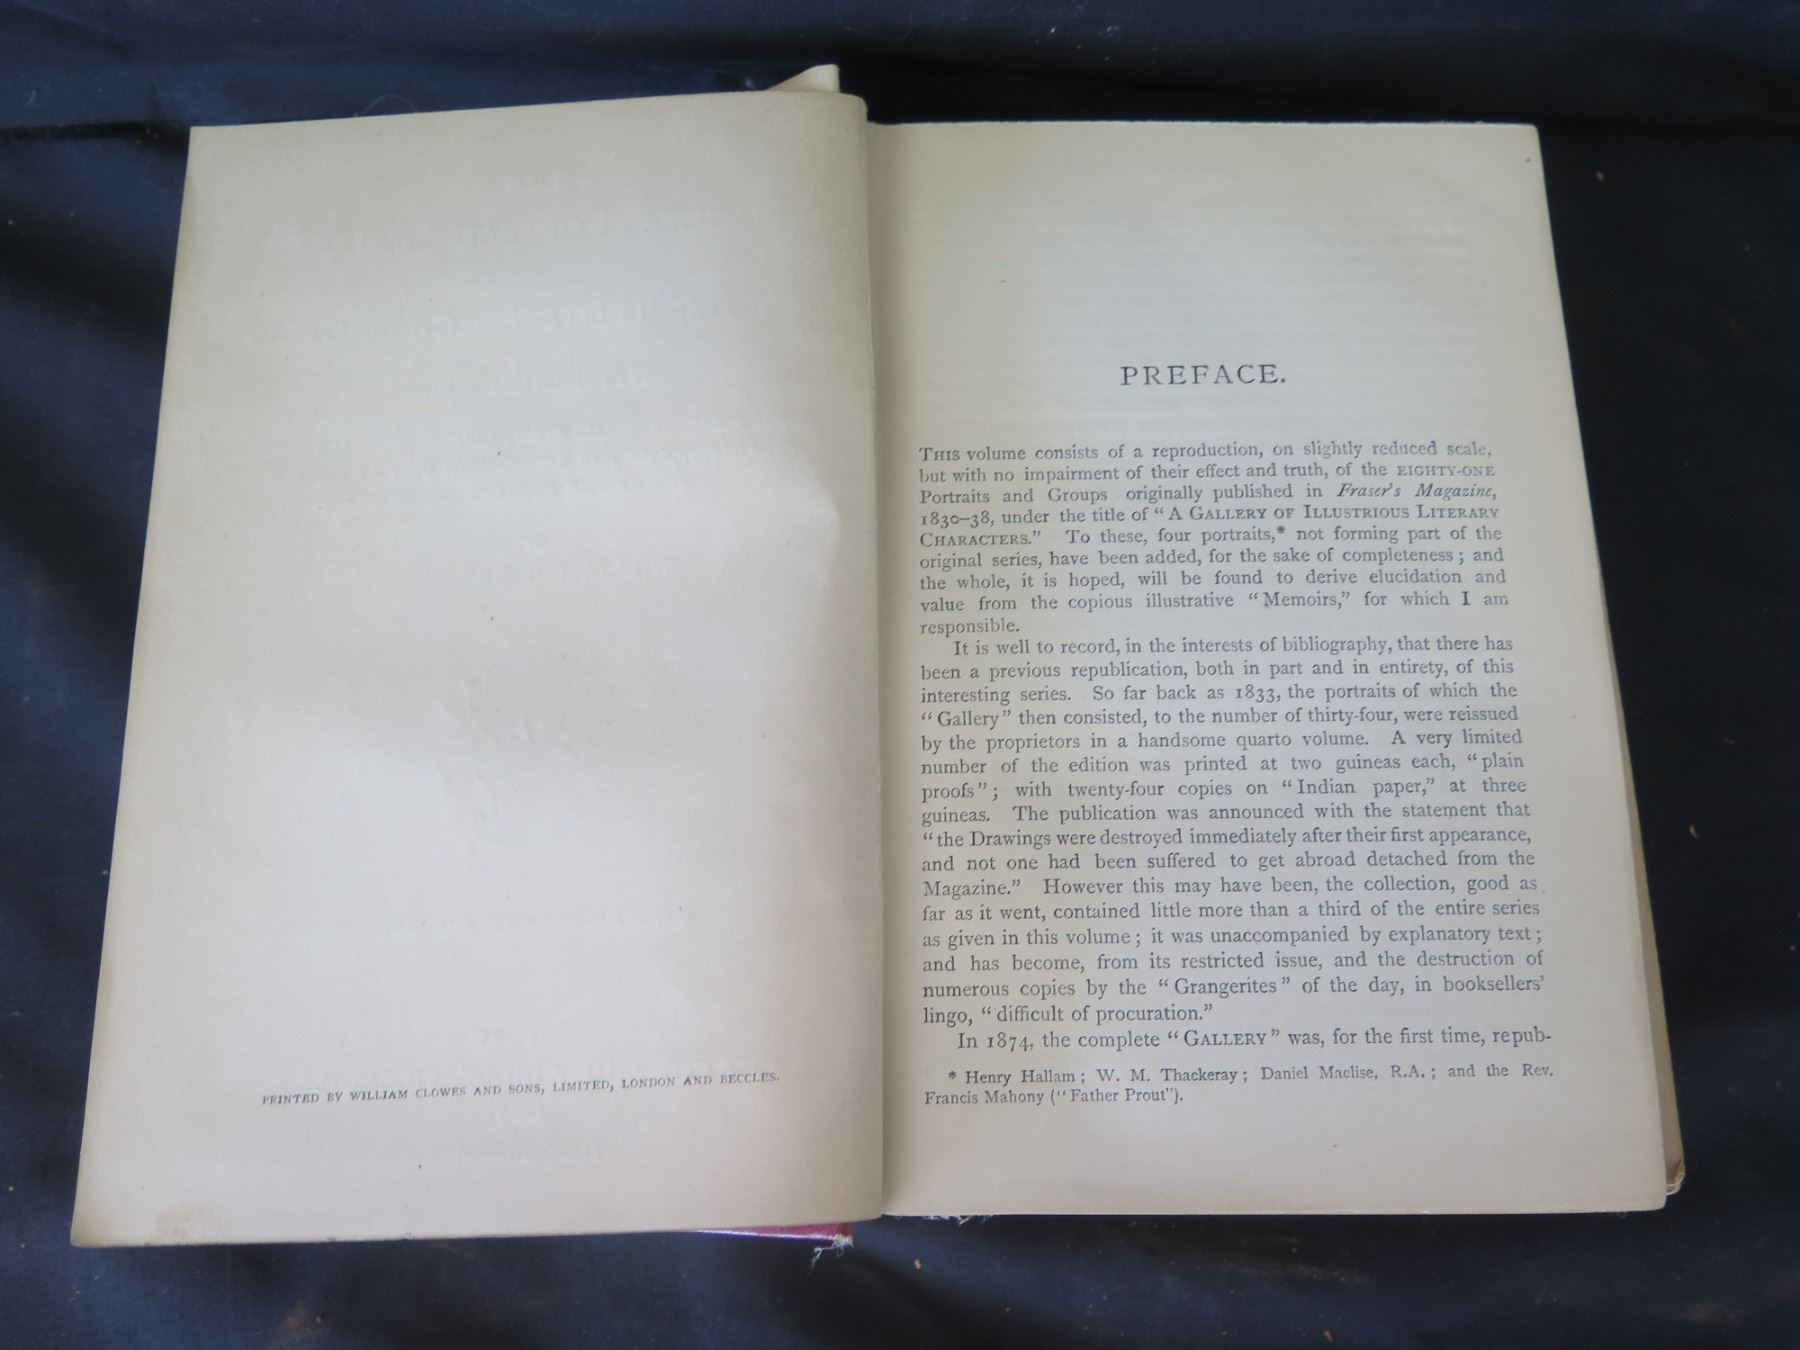 PRINTED BY WILLIAM CLOWES AND SONS, LIMITED, LONDON AND BECCLES.
PREFACE.
THIS volume consists of a reproduction, on slightly reduced scale,
but with no impairment of their effect and truth, of the EIGHTY-ONE
Portraits and Groups originally published in Fraser's Magazine,
1830–38, under the title of "A GALLERY OF ILLUSTRIOUS LITERARY
CHARACTERS." To these, four portraits,* not forming part of the
original series, have been added, for the sake of completeness; and
the whole, it is hoped, will be found to derive elucidation and
value from the copious illustrative "Memoirs," for which I am
responsible.
It is well to record, in the interests of bibliography, that there has
been a previous republication, both in part and in entirety, of this
interesting series. So far back as 1833, the portraits of which the
"Gallery" then consisted, to the number of thirty-four, were reissued
by the proprietors in a handsome quarto volume. A very limited
number of the edition was printed at two guineas each, "plain
proofs"; with twenty-four copies on "Indian paper," at three
guineas. The publication was announced with the statement that
"the Drawings were destroyed immediately after their first appearance,
and not one had been suffered to get abroad detached from the
Magazine." However this may have been, the collection, good as
far as it went, contained little more than a third of the entire series
as given in this volume; it was unaccompanied by explanatory text;
and has become, from its restricted issue, and the destruction of
numerous copies by the "Grangerites" of the day, in booksellers'
lingo, "difficult of procuration."
In 1874, the complete "GALLERY" was, for the first time, repub-
* Henry Hallam; W. M. Thackeray; Daniel Maclise, R.A.; and the Rev.
Francis Mahony ("Father Prout").